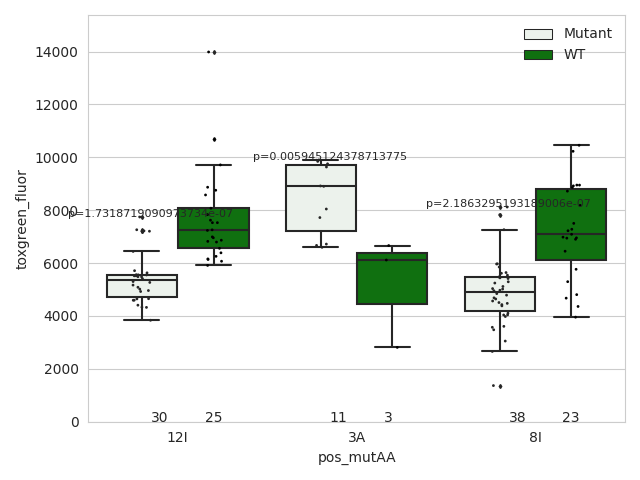 14000
12000
10000
8000
6000
4000
2000
0
toxgreen_fluor
Mutant
WT
p=1.7318719090973734e-07
p=0.005945124378713775
p=2.1863295193189006e-07
30 25 11 3 38 23
12I 3A 8I
pos_mutAA